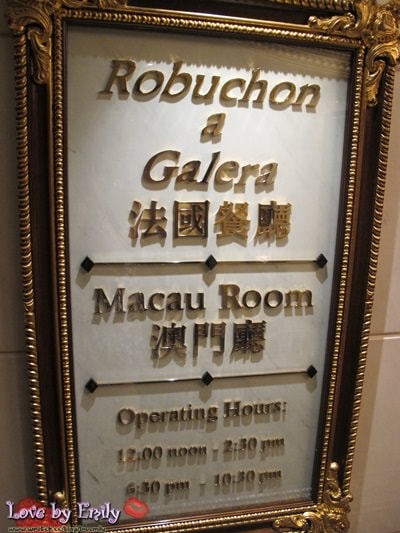 Robuchon
a
Galera
法國餐廳
Macau Room
澳門廳
Operating Hours:
12:00 noon - 2:30 pm
6:30 pm - 10:30 pm
Love by Emily